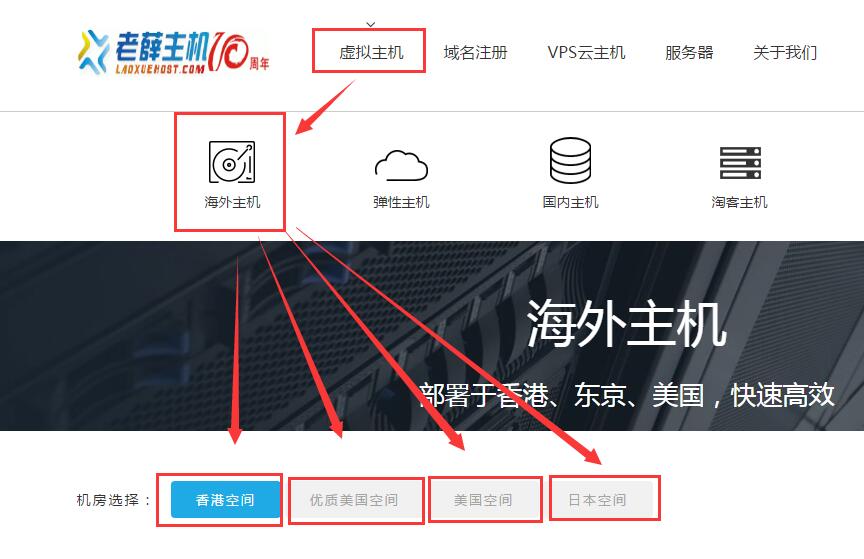 老薛主机10周年
LAOXUEHOST.COM
虚拟主机 域名注册 VPS云主机 服务器 关于我们
海外主机 弹性主机 国内主机 淘客主机
海外主机
部署于香港、东京、美国，快速高效
机房选择： 香港空间 优质美国空间 美国空间 日本空间